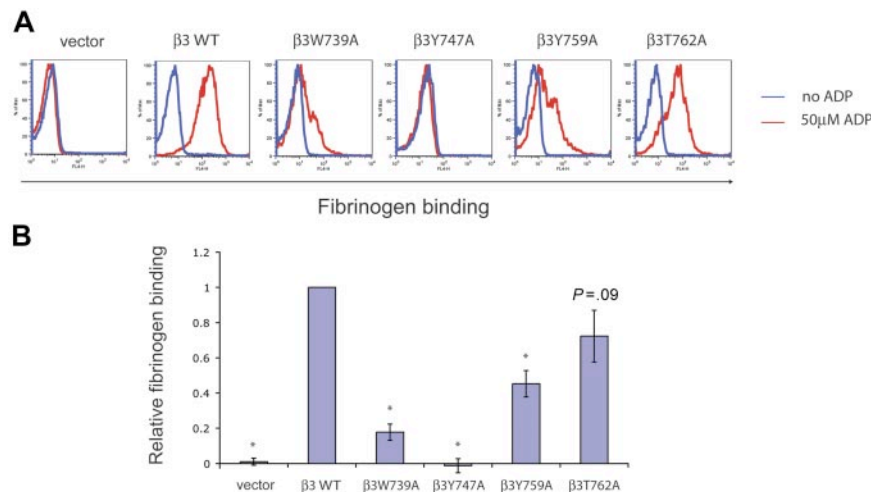 A
vector
β3 WT
β3W739A
β3Y747A
β3Y759A
β3T762A
no ADP
50μM ADP
Fibrinogen binding
B
Relative fibrinogen binding
1.2
1
0.8
0.6
0.4
0.2
0
*
*
*
*
P=.09
vector
β3 WT
β3W739A
β3Y747A
β3Y759A
β3T762A